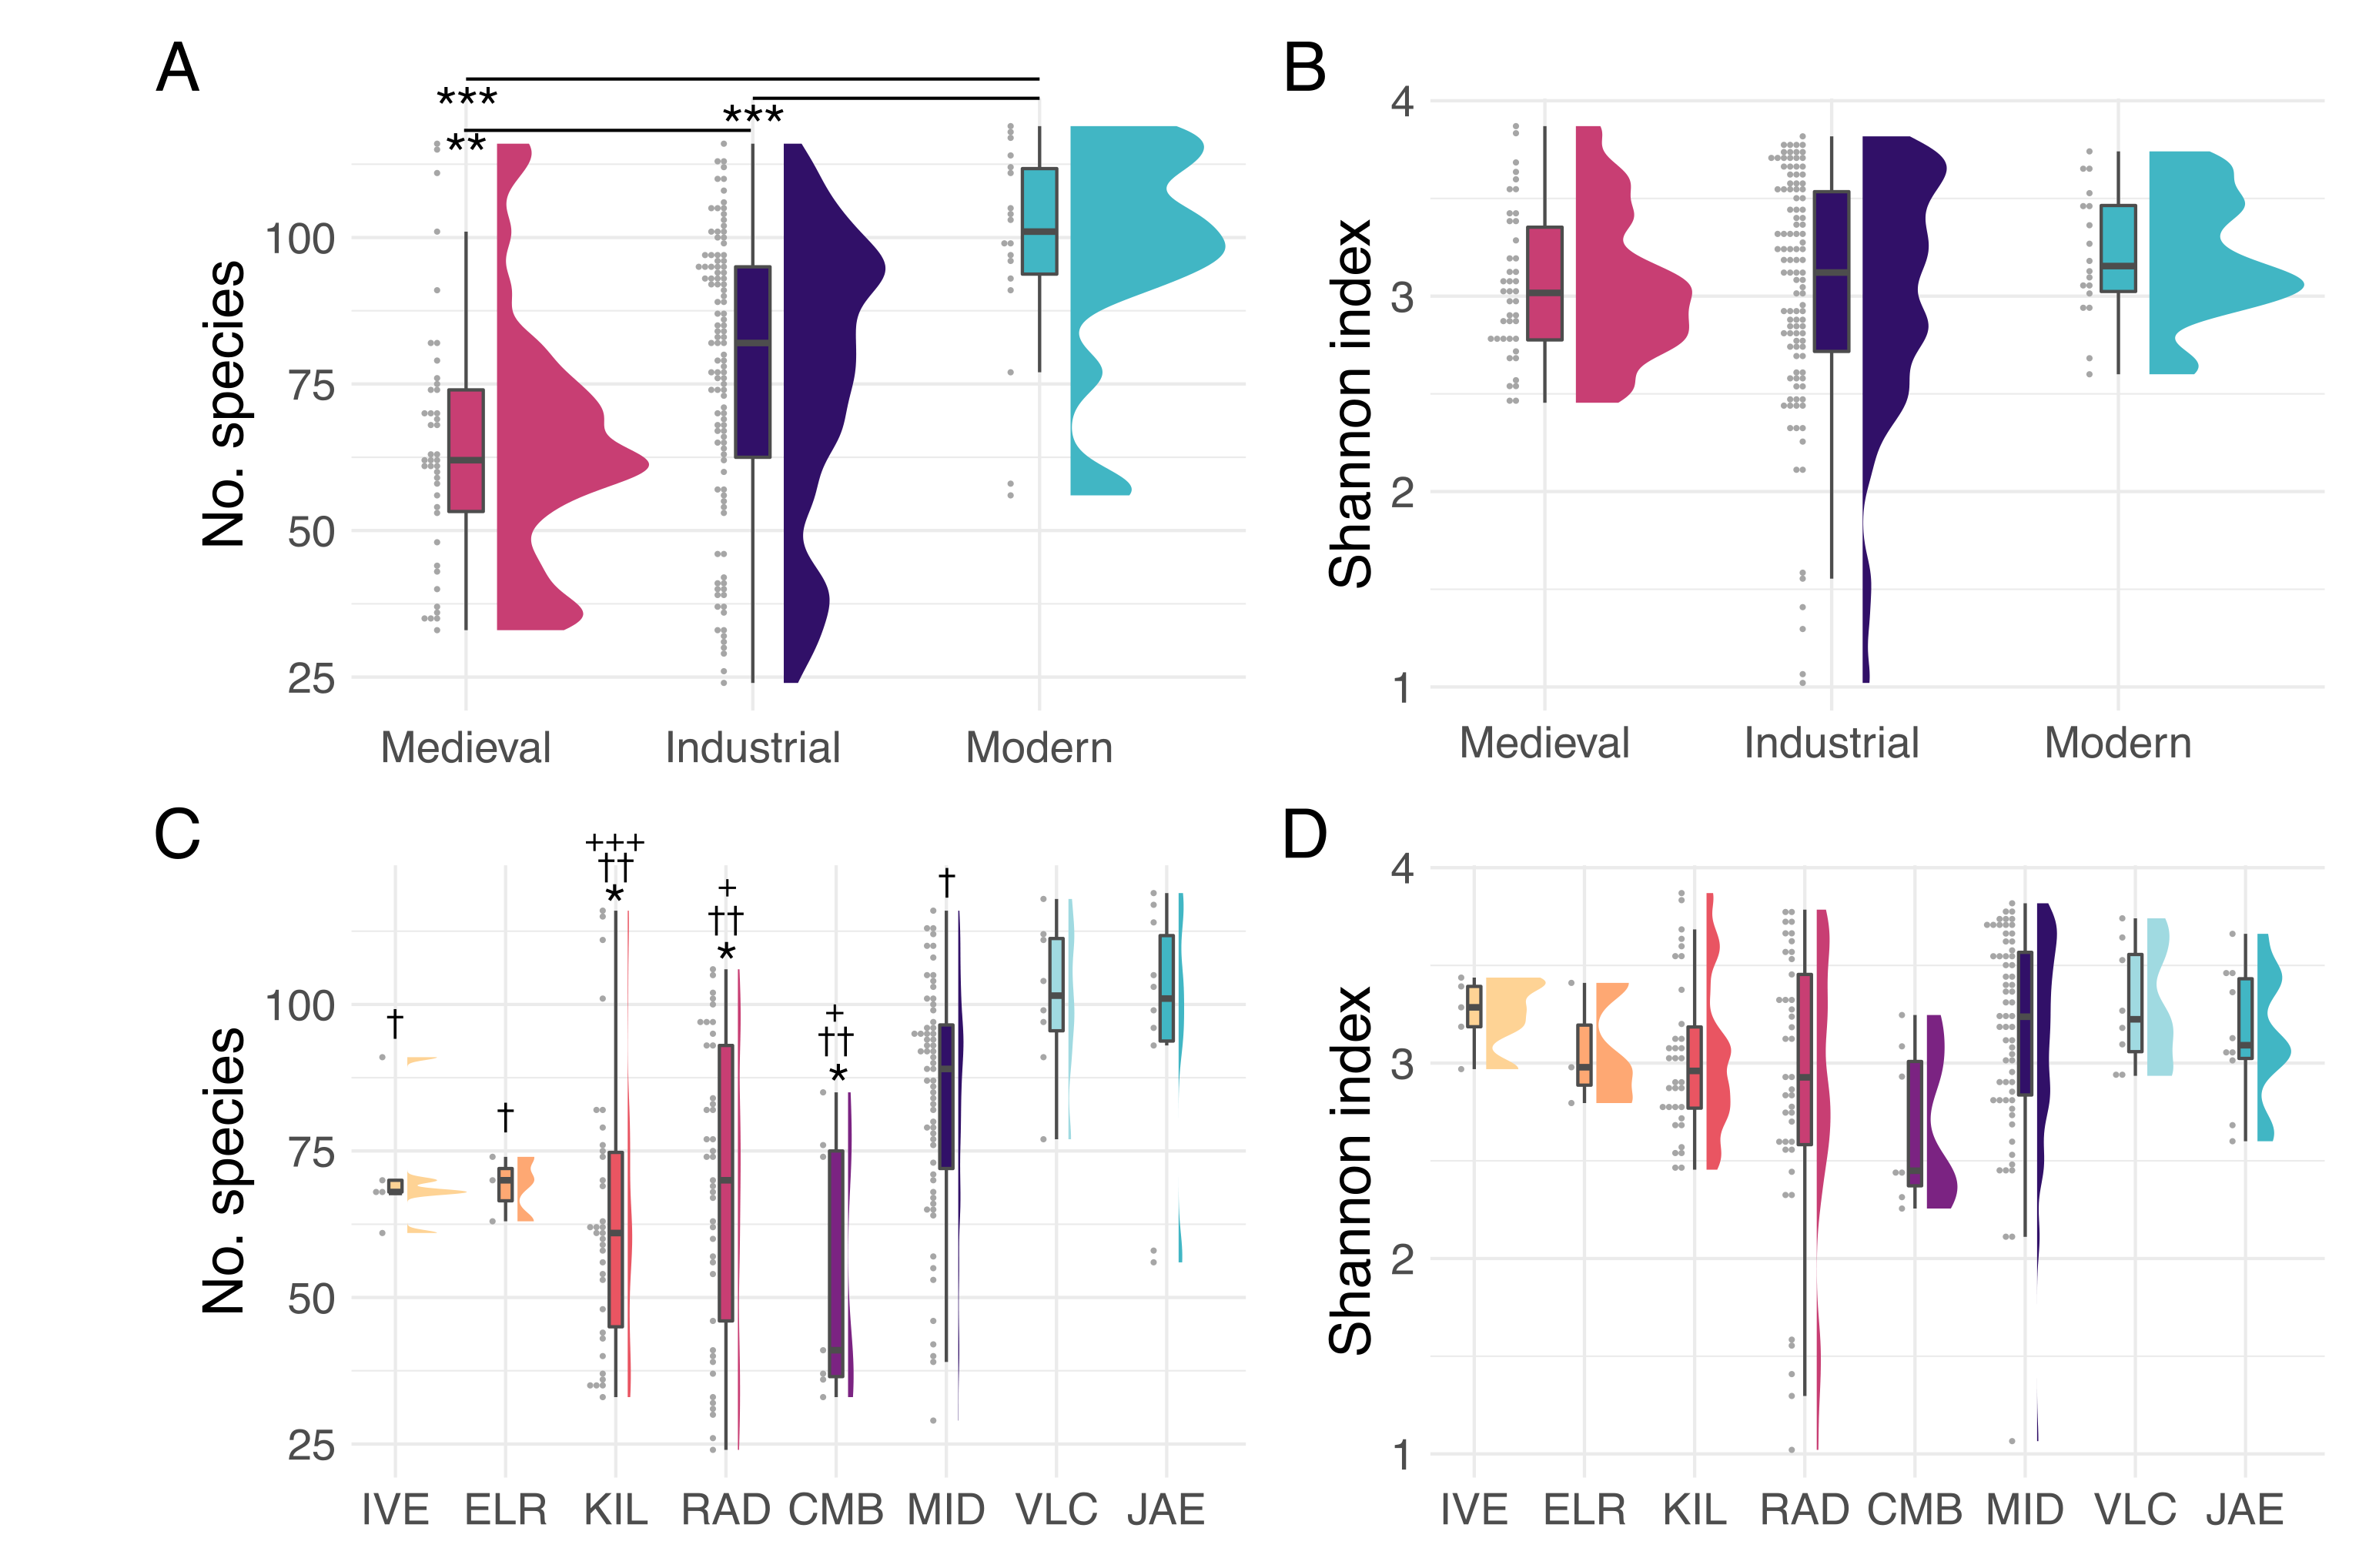 A
***
***
**
No. species
100
75
50
25
Medieval
Industrial
Modern
B
Shannon index
4
3
2
1
Medieval
Industrial
Modern
C
+++
††
*
+
††
*
+
††
*
†
†
†
No. species
100
75
50
25
IVE
ELR
KIL
RAD
CMB
MID
VLC
JAE
D
Shannon index
4
3
2
1
IVE
ELR
KIL
RAD
CMB
MID
VLC
JAE